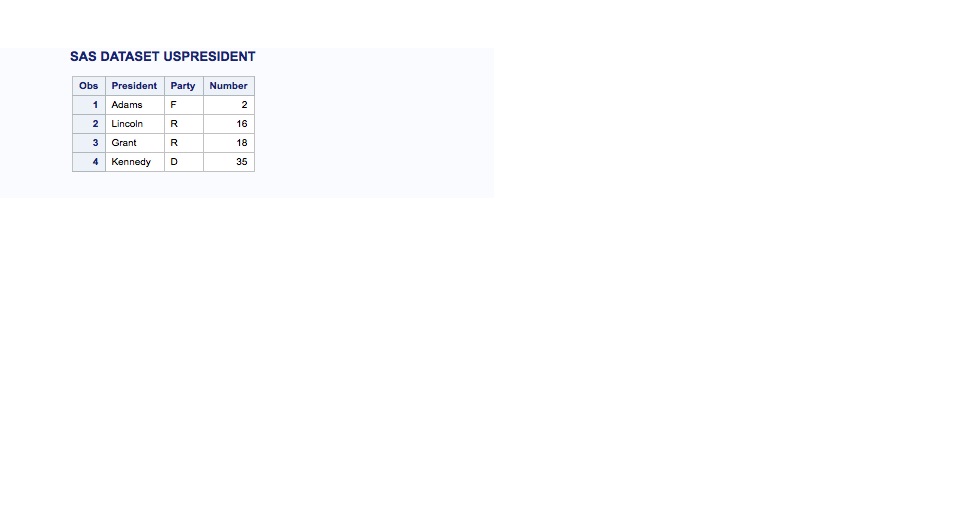 SAS DATASET USPRESIDENT
Obs President Party Number
1 Adams F 2
2 Lincoln R 16
3 Grant R 18
4 Kennedy D 35